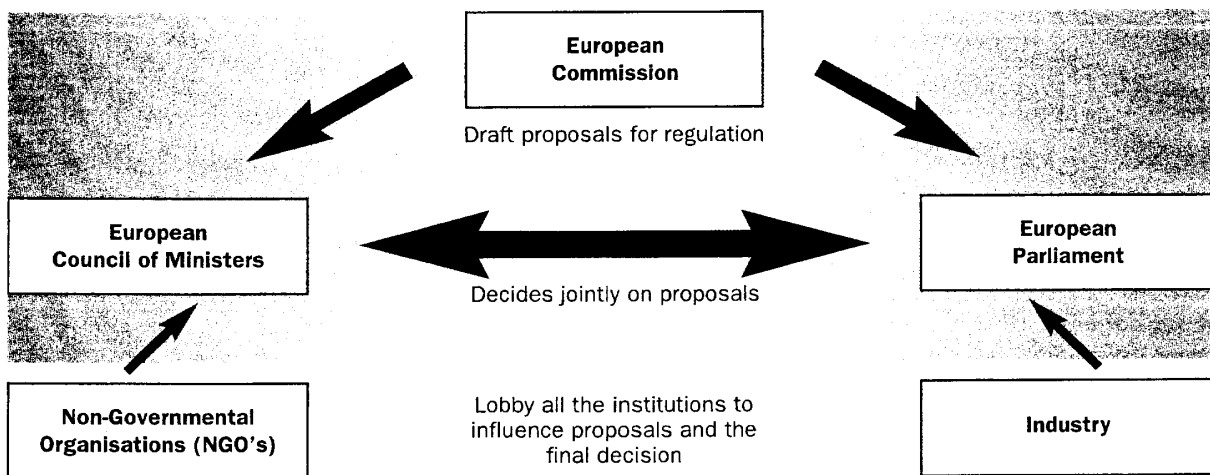 European
Commission
Draft proposals for regulation
European
Council of Ministers
European
Parliament
Decides jointly on proposals
Non-Governmental
Organisations (NGO's)
Lobby all the institutions to
influence proposals and the
final decision
Industry